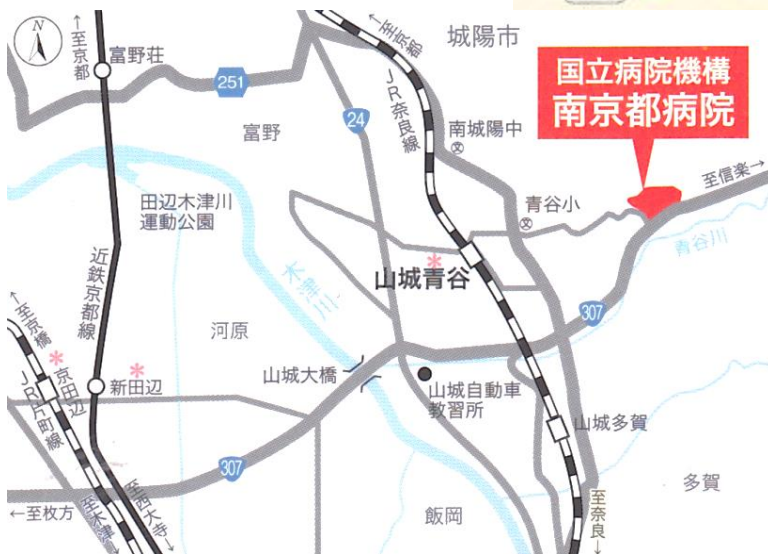 N
←至京都
富野荘
251
←至京都
JR奈良線
城陽市
国立病院機構
南京都病院
24
富野
南城陽中
文
至信楽→
田辺木津川
運動公園
青谷小
文
近鉄京都線
木津川
山城青谷
青谷川
←至京橋
307
河原
京田辺
JR片町線
新田辺
山城大橋
山城自動車
教習所
山城多賀
307
多賀
←至枚方
至木津→
至西大寺→
飯岡
至奈良→